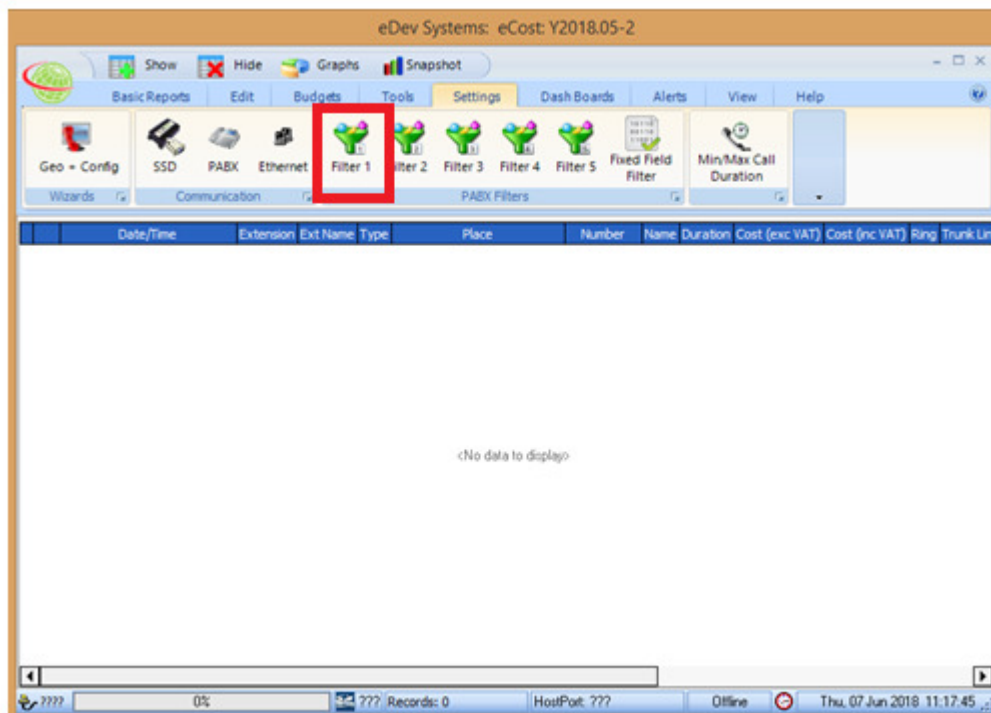 eDev Systems: eCost: Y2018.05-2
Show Hide Graphs Snapshot
Basic Reports Edit Budgets Tools Settings Dash Boards Alerts View Help
Geo + Config SSD PABX Ethernet Filter 1 Filter 2 Filter 3 Filter 4 Filter 5 Fixed Field Filter Min/Max Call Duration
Wizards Communication PABX Filters
Date/Time Extension Ext Name Type Place Number Name Duration Cost (exc VAT) Cost (inc VAT) Ring Trunk Lin
<No data to display>
???? 0% ??? Records: 0 HostPort: ??? Offline Thu, 07 Jun 2018 11:17:45